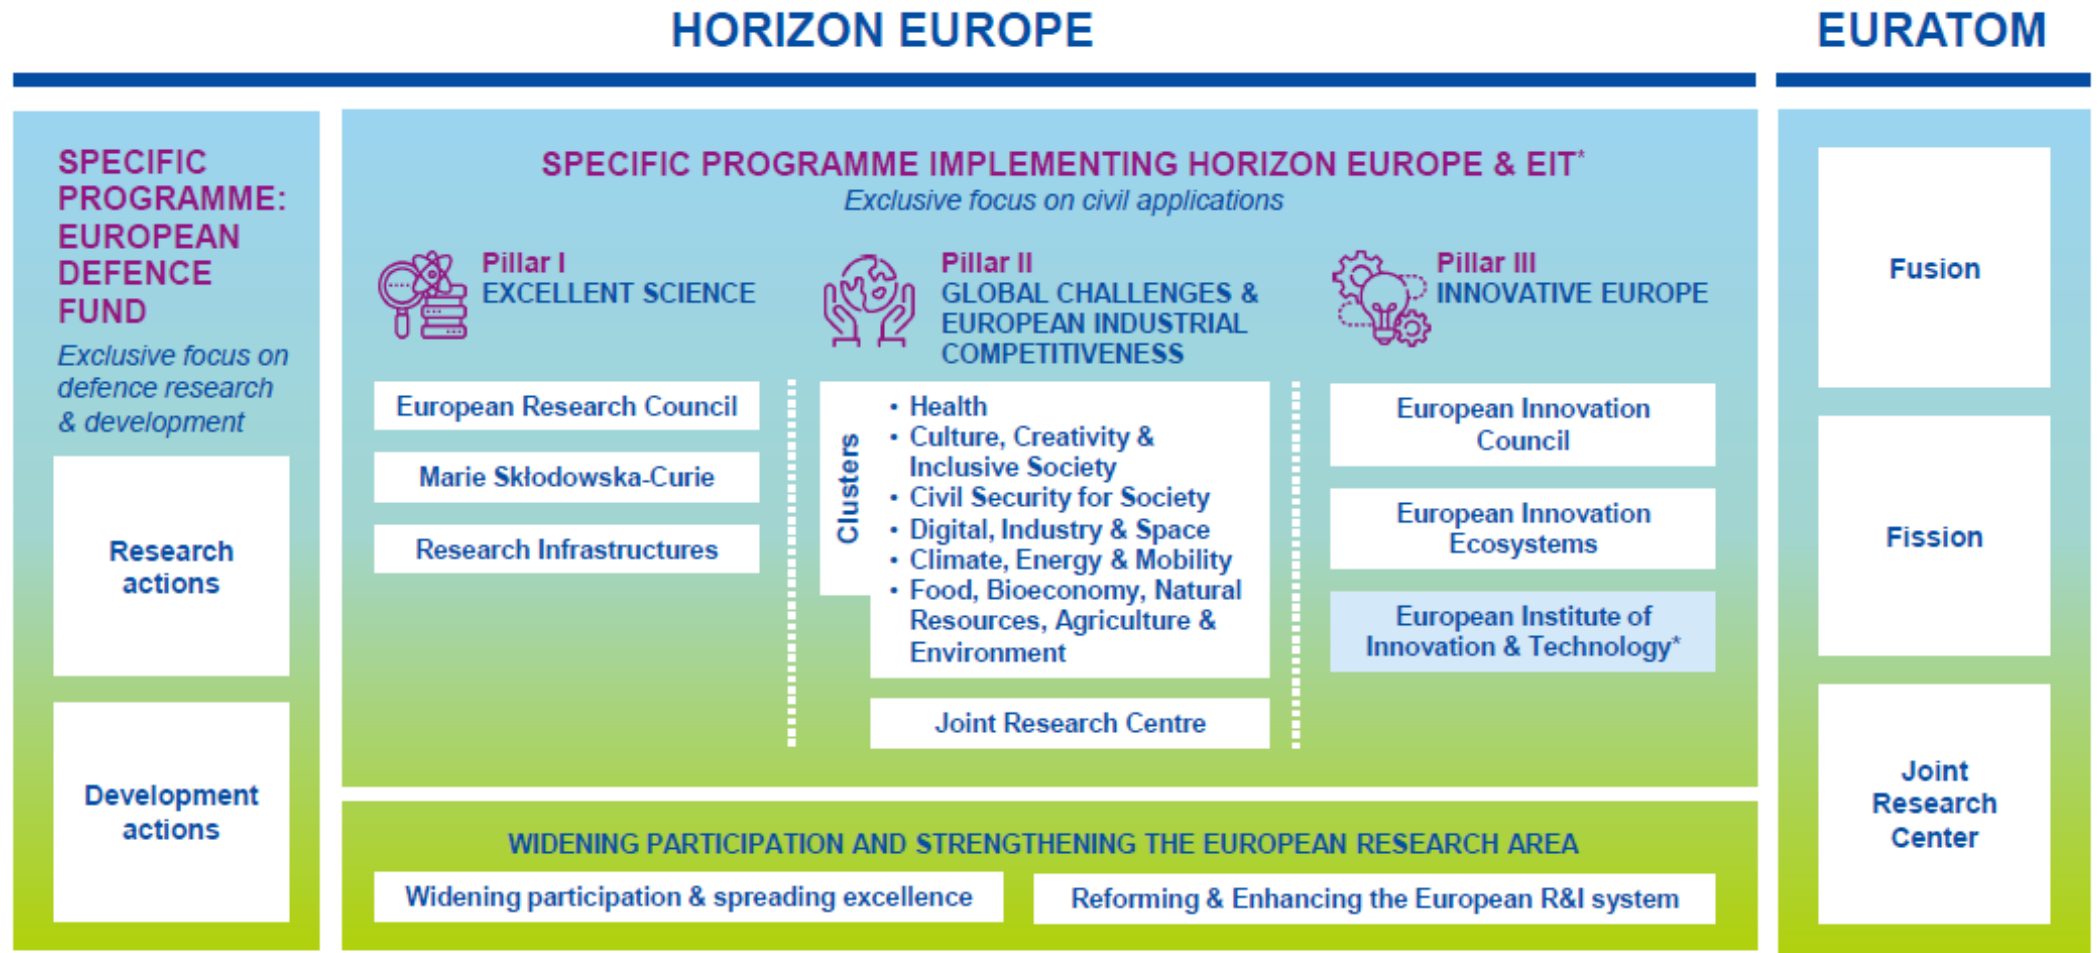 HORIZON EUROPE
EURATOM
SPECIFIC
PROGRAMME:
EUROPEAN
DEFENCE
FUND
Exclusive focus on
defence research
& development
Research
actions
Development
actions
SPECIFIC PROGRAMME IMPLEMENTING HORIZON EUROPE & EIT*
Exclusive focus on civil applications
Pillar I
EXCELLENT SCIENCE
European Research Council
Marie Skłodowska-Curie
Research Infrastructures
Pillar II
GLOBAL CHALLENGES &
EUROPEAN INDUSTRIAL
COMPETITIVENESS
Clusters
• Health
• Culture, Creativity &
Inclusive Society
• Civil Security for Society
• Digital, Industry & Space
• Climate, Energy & Mobility
• Food, Bioeconomy, Natural
Resources, Agriculture &
Environment
Joint Research Centre
Pillar III
INNOVATIVE EUROPE
European Innovation
Council
European Innovation
Ecosystems
European Institute of
Innovation & Technology*
WIDENING PARTICIPATION AND STRENGTHENING THE EUROPEAN RESEARCH AREA
Widening participation & spreading excellence
Reforming & Enhancing the European R&I system
Fusion
Fission
Joint
Research
Center